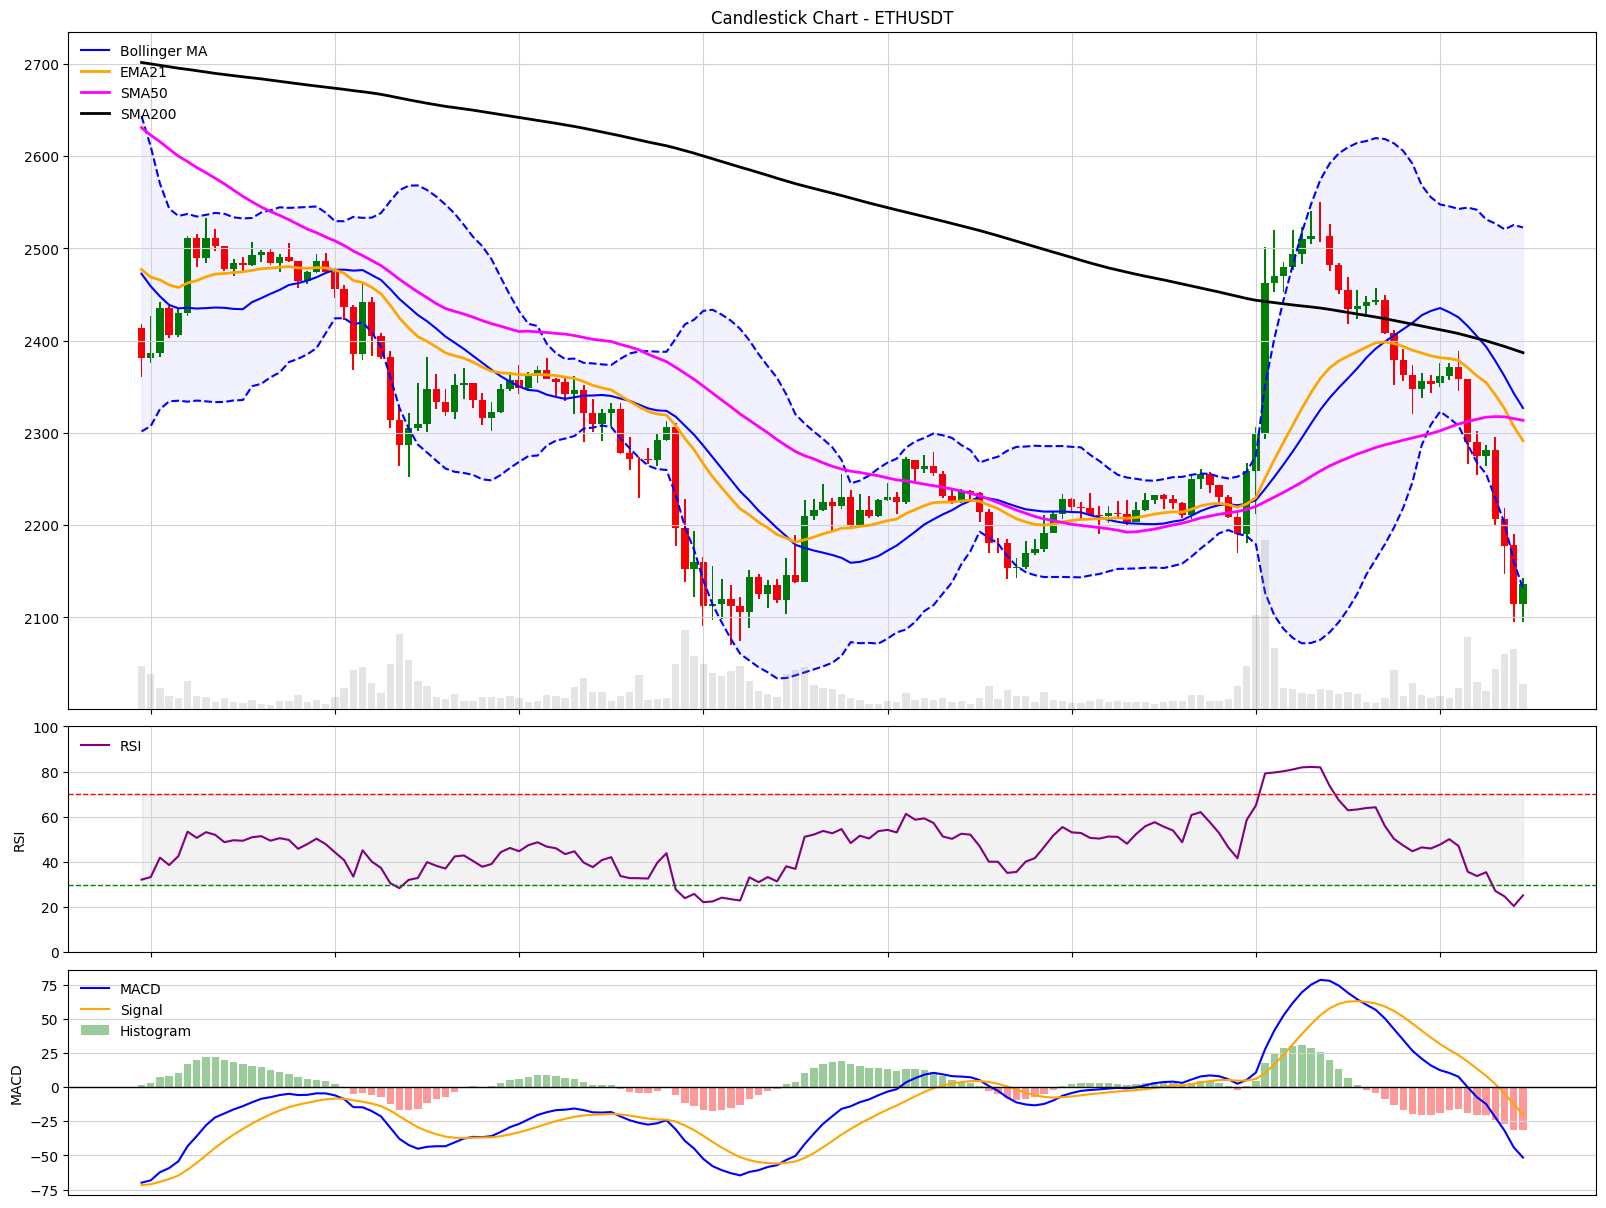 Candlestick Chart - ETHUSDT
Bollinger MA
EMA21
SMA50
SMA200
2700
2600
2500
2400
2300
2200
2100
RSI
100
80
60
40
20
0
RSI
MACD
Signal
Histogram
75
50
25
0
−25
−50
−75
MACD